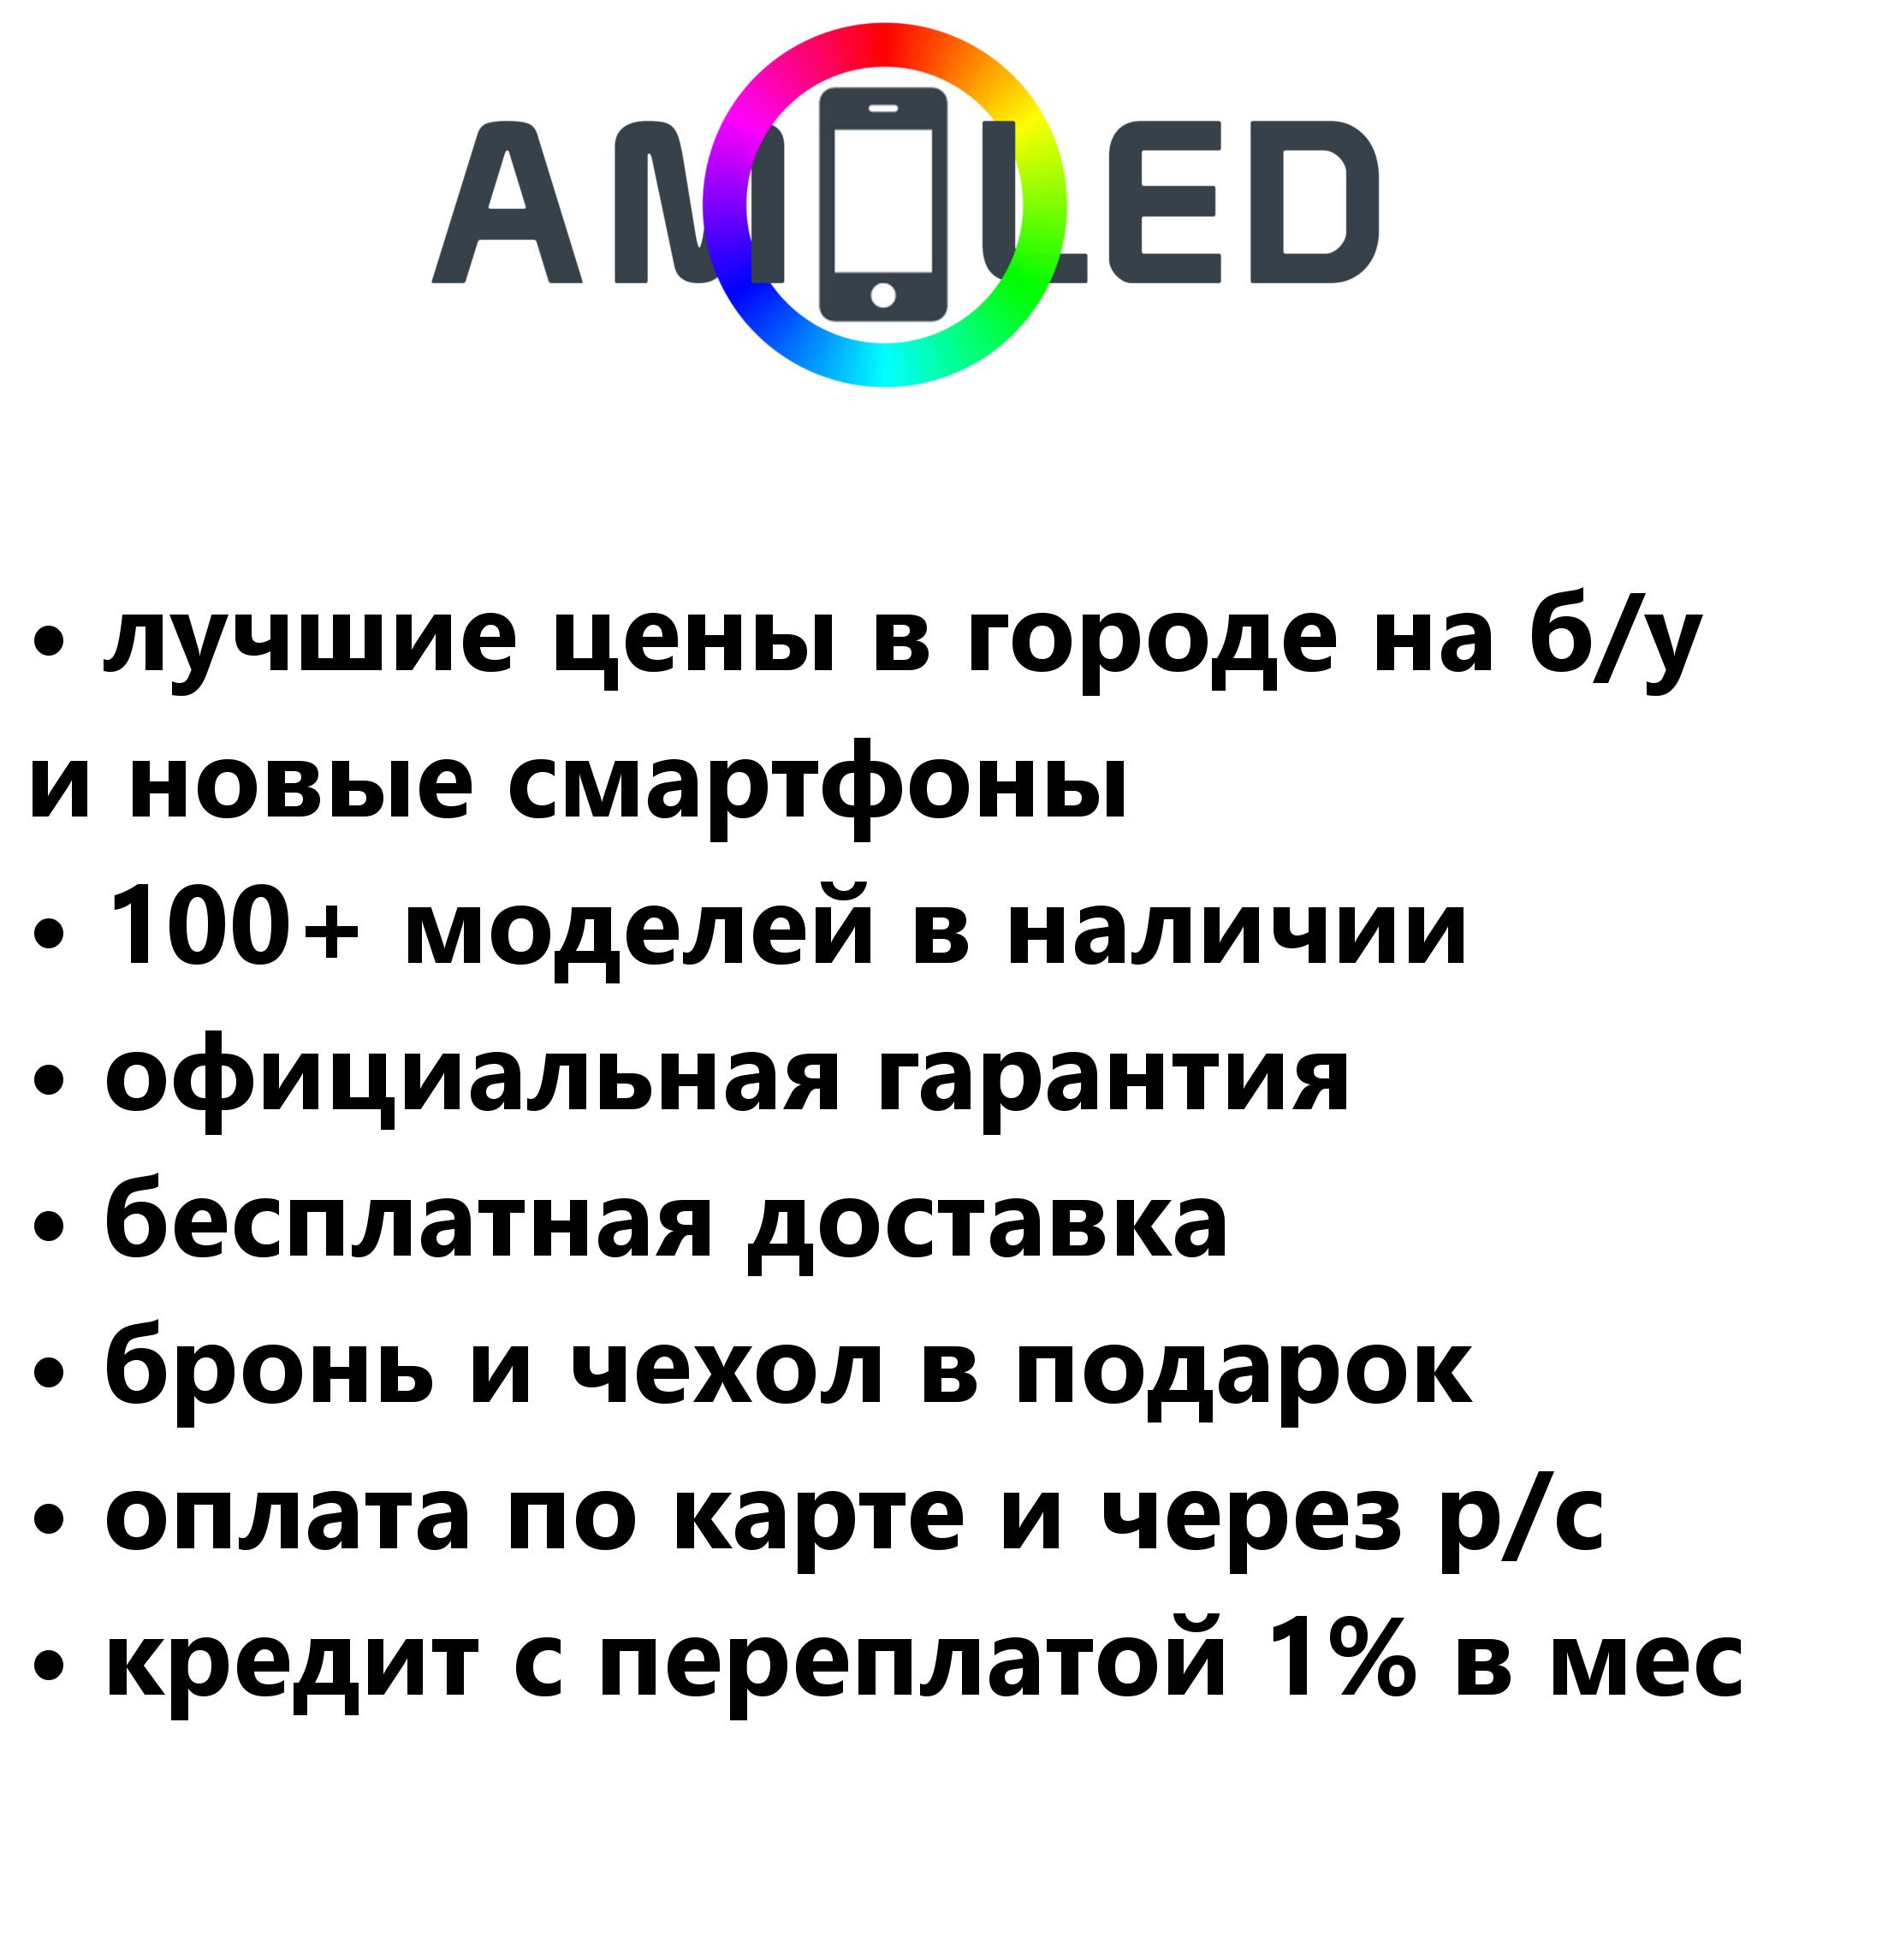 AMOLED
• лучшие цены в городе на б/у
и новые смартфоны
• 100+ моделей в наличии
• официальная гарантия
• бесплатная доставка
• бронь и чехол в подарок
• оплата по карте и через р/с
• кредит с переплатой 1% в мес